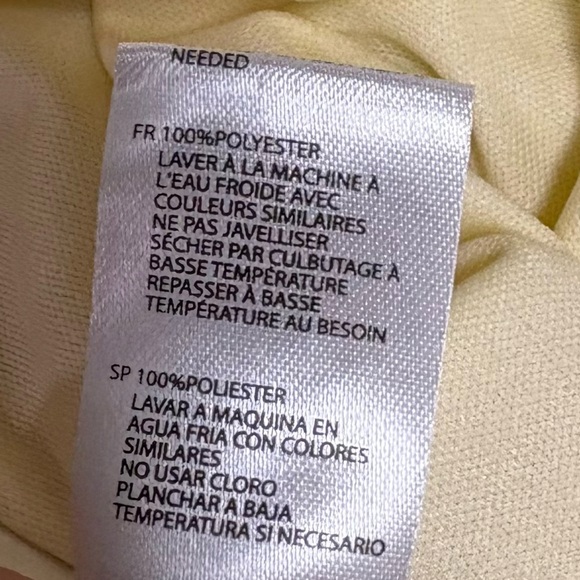 NEEDED
FR 100%POLYESTER
LAVER À LA MACHINE À
L'EAU FROIDE AVEC
COULEURS SIMILAIRES
NE PAS JAVELLISER
SÉCHER PAR CULBUTAGE À
BASSE TEMPÉRATURE
REPASSER À BASSE
TEMPÉRATURE AU BESOIN
SP 100%POLIESTER
LAVAR A MAQUINA EN
AGUA FRIA CON COLORES
SIMILARES
NO USAR CLORO
PLANCHAR A BAJA
TEMPERATURA SI NECESARIO